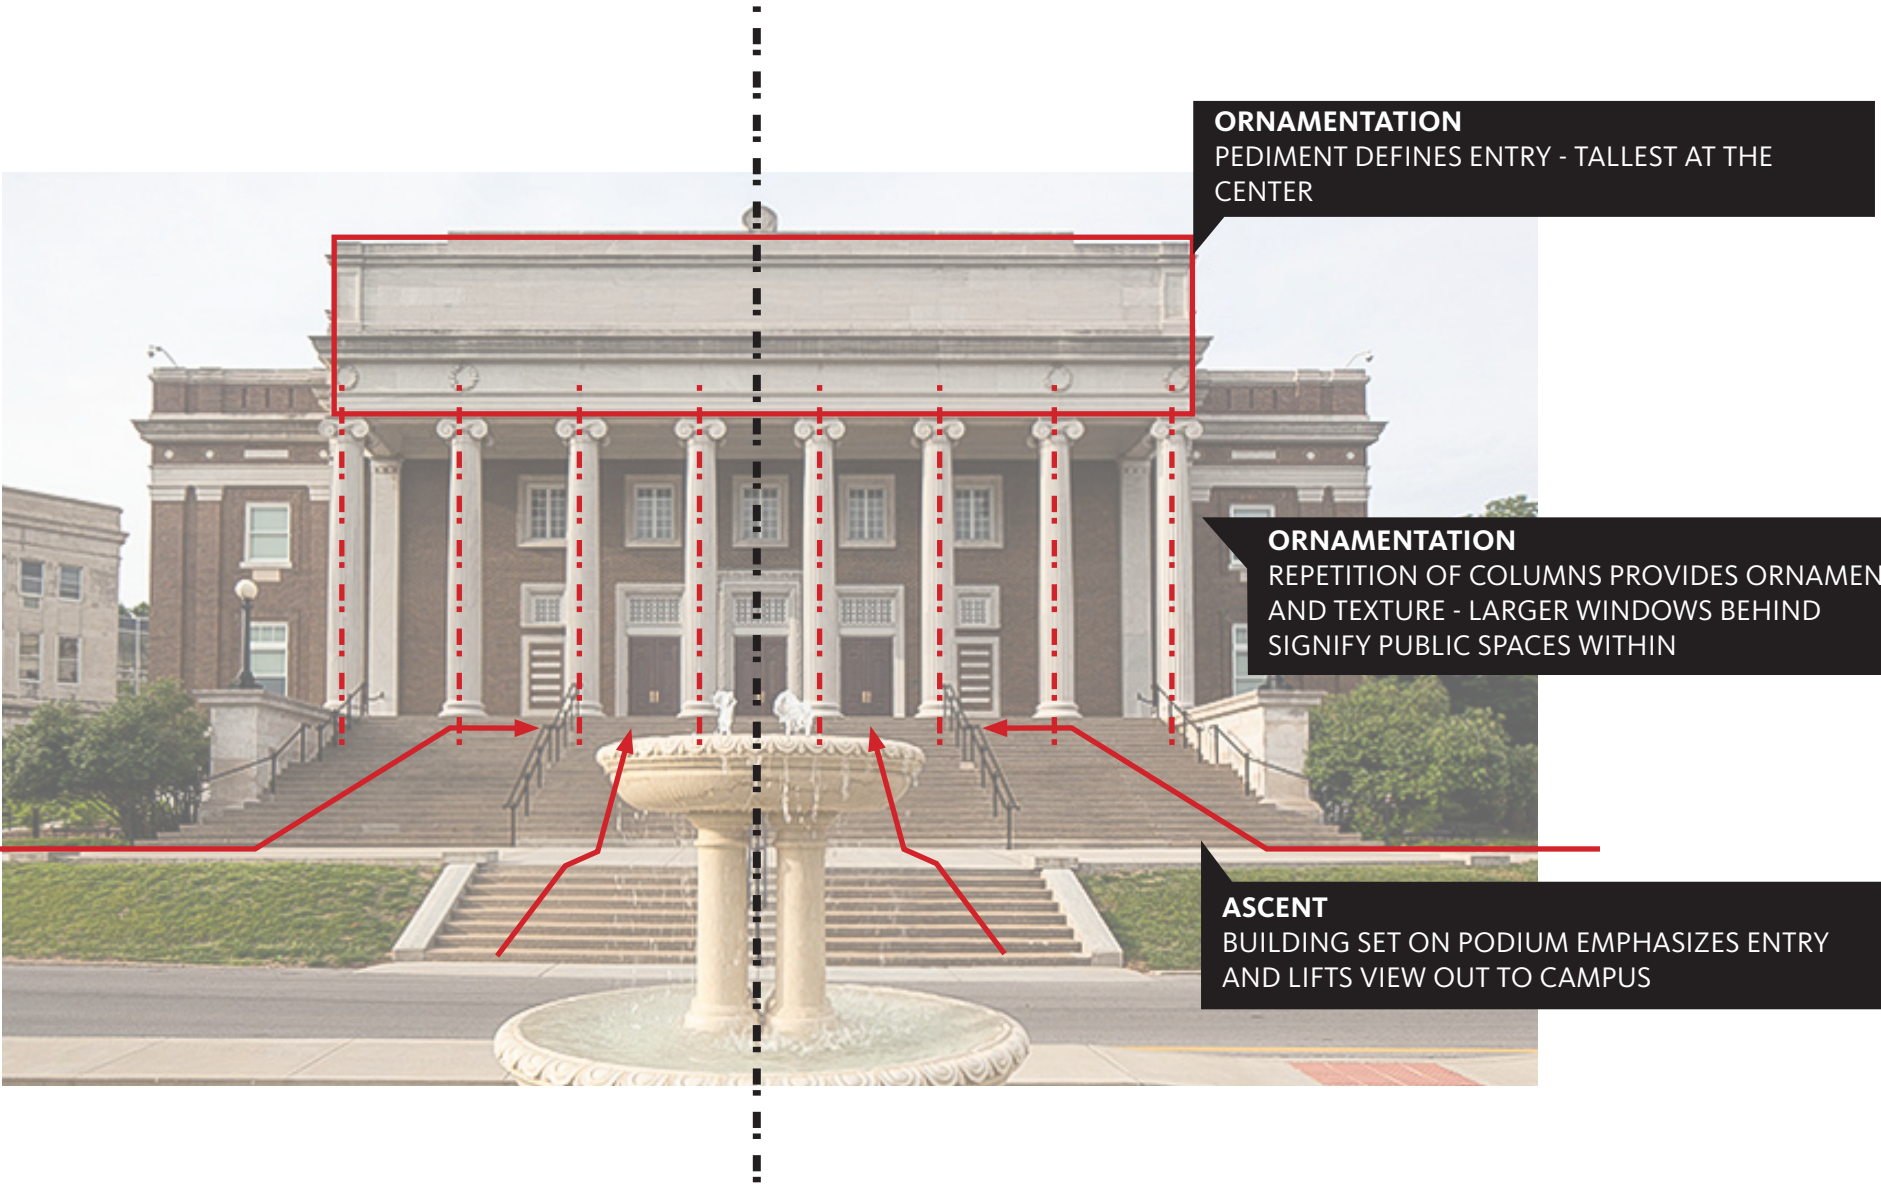 ORNAMENTATION
PEDIMENT DEFINES ENTRY - TALLEST AT THE
CENTER
ORNAMENTATION
REPETITION OF COLUMNS PROVIDES ORNAMEN
AND TEXTURE - LARGER WINDOWS BEHIND
SIGNIFY PUBLIC SPACES WITHIN
ASCENT
BUILDING SET ON PODIUM EMPHASIZES ENTRY
AND LIFTS VIEW OUT TO CAMPUS